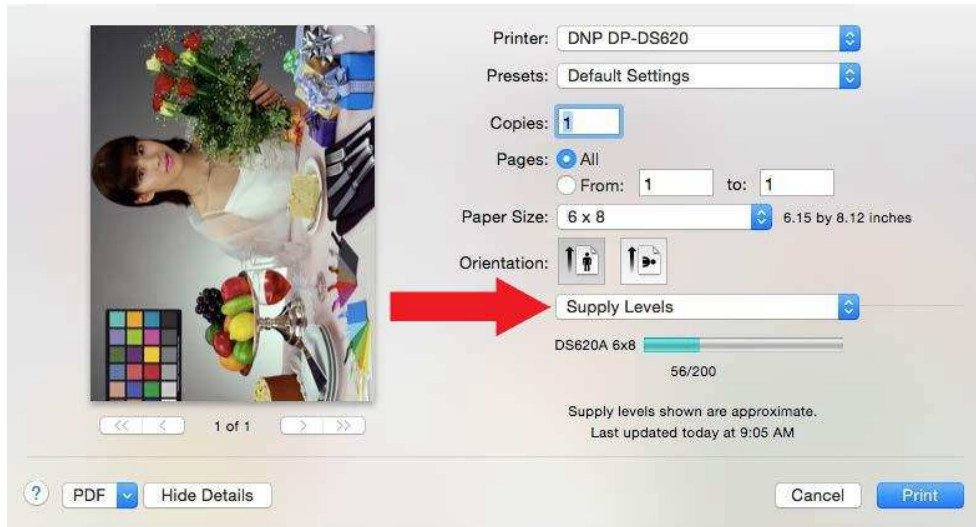 Printer: DNP DP-DS620
Presets: Default Settings
Copies: 1
Pages: All
From: 1 to: 1
Paper Size: 6 x 8 6.15 by 8.12 inches
Orientation:
Supply Levels
DS620A 6x8
56/200
Supply levels shown are approximate.
Last updated today at 9:05 AM
1 of 1
? PDF Hide Details Cancel Print